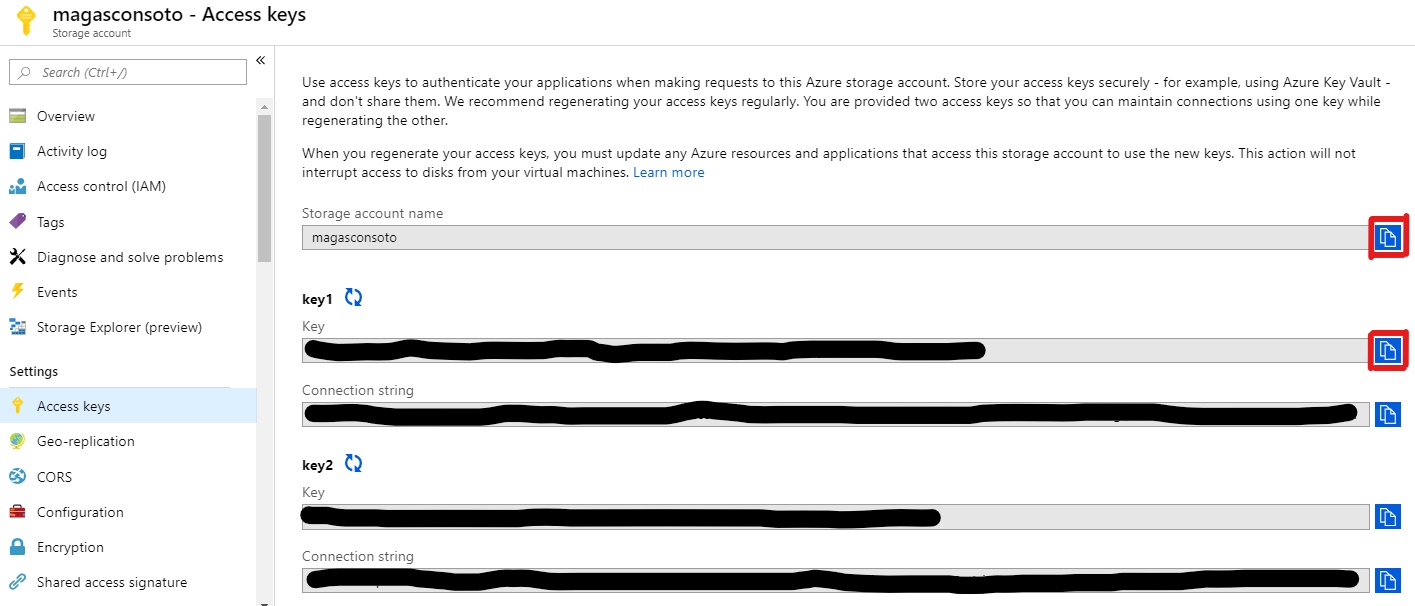 magasconsoto - Access keys
Storage account
Search (Ctrl+/)
«
Overview
Activity log
Access control (IAM)
Tags
Diagnose and solve problems
Events
Storage Explorer (preview)
Settings
Access keys
Geo-replication
CORS
Configuration
Encryption
Shared access signature
Use access keys to authenticate your applications when making requests to this Azure storage account. Store your access keys securely - for example, using Azure Key Vault -
and don't share them. We recommend regenerating your access keys regularly. You are provided two access keys so that you can maintain connections using one key while
regenerating the other.
When you regenerate your access keys, you must update any Azure resources and applications that access this storage account to use the new keys. This action will not
interrupt access to disks from your virtual machines. Learn more
Storage account name
magasconsoto
key1
Key
Connection string
key2
Key
Connection string